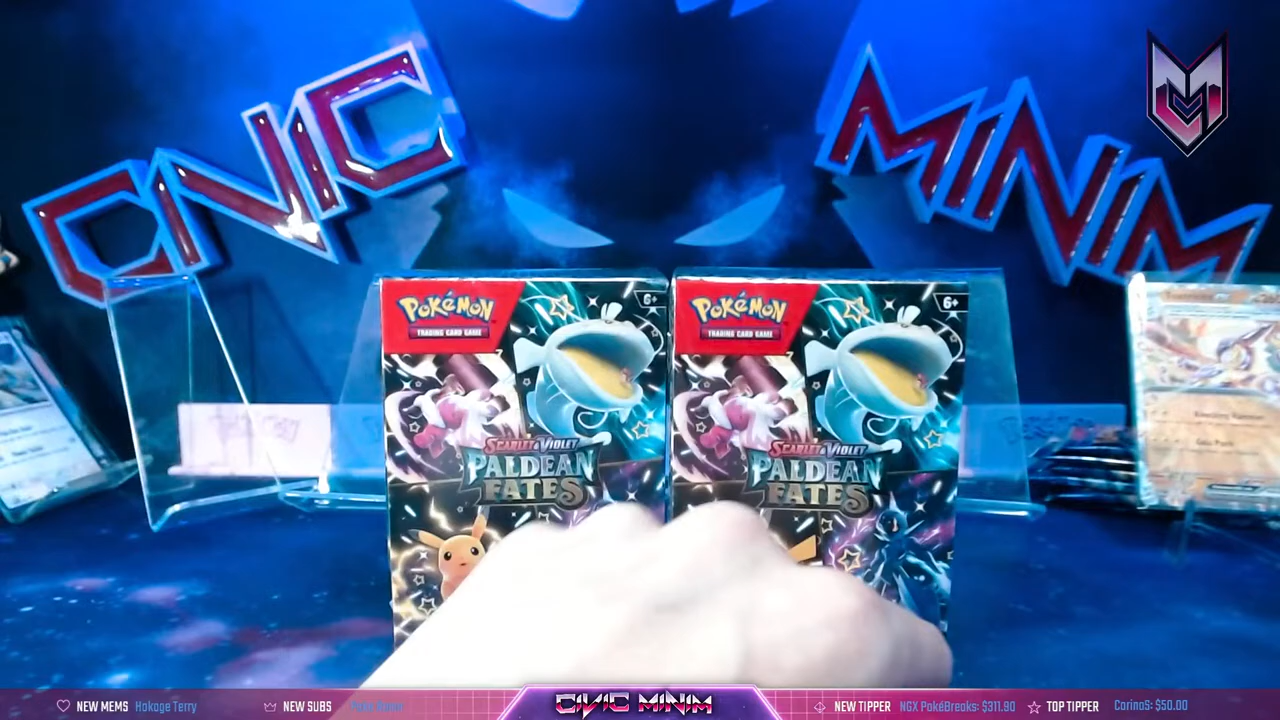 CIVIC
MINIM
POKéMON
TRADING CARD GAME
6+
SCARLET & VIOLET
PALDEAN
FATES
POKéMON
TRADING CARD GAME
6+
SCARLET & VIOLET
PALDEAN
FATES
NEW MEMS Hokage Terry
NEW SUBS
CIVIC MINIM
NEW TIPPER NGX PokéBreaks: $311.90
TOP TIPPER CarinaS: $50.00